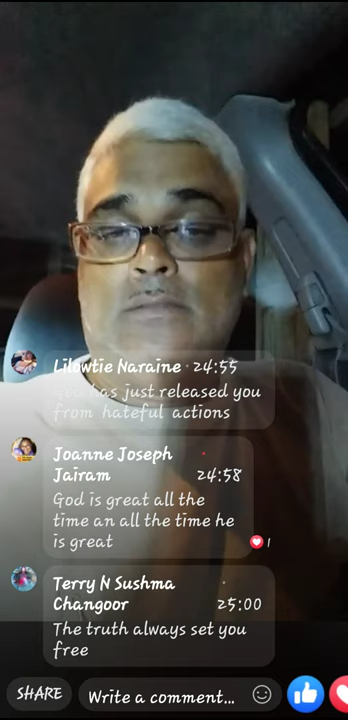 Lilowtie Naraine · 24:55
God has just released you
from hateful actions
Joanne Joseph
Jairam 24:58
God is great all the
time an all the time he
is great
1
Terry N Sushma
Changoor 25:00
The truth always set you
free
SHARE Write a comment...